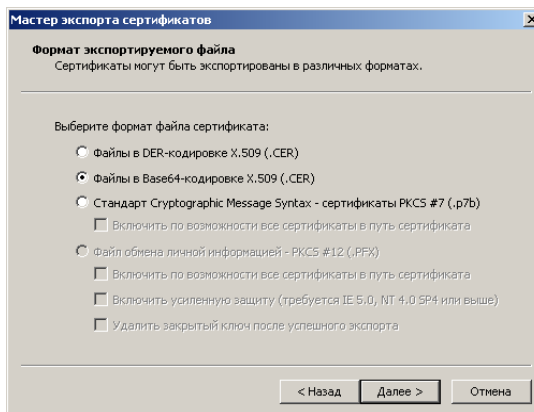 Мастер экспорта сертификатов
Формат экспортируемого файла
Сертификаты могут быть экспортированы в различных форматах.
Выберите формат файла сертификата:
Файлы в DER-кодировке X.509 (.CER)
Файлы в Base64-кодировке X.509 (.CER)
Стандарт Cryptographic Message Syntax - сертификаты PKCS #7 (.p7b)
Включить по возможности все сертификаты в путь сертификата
Файл обмена личной информацией - PKCS #12 (.PFX)
Включить по возможности все сертификаты в путь сертификата
Включить усиленную защиту (требуется IE 5.0, NT 4.0 SP4 или выше)
Удалить закрытый ключ после успешного экспорта
< Назад Далее > Отмена